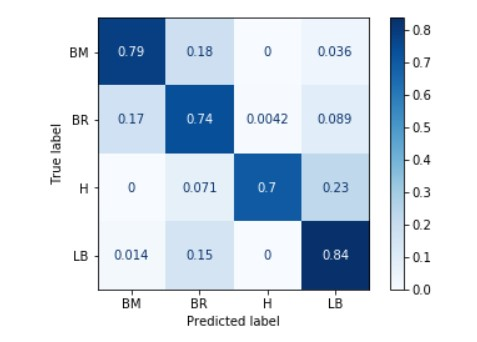 BM 0.79 0.18 0 0.036
BR 0.17 0.74 0.0042 0.089
H 0 0.071 0.7 0.23
LB 0.014 0.15 0 0.84
BM BR H LB
Predicted label
True label
0.8
0.7
0.6
0.5
0.4
0.3
0.2
0.1
0.0